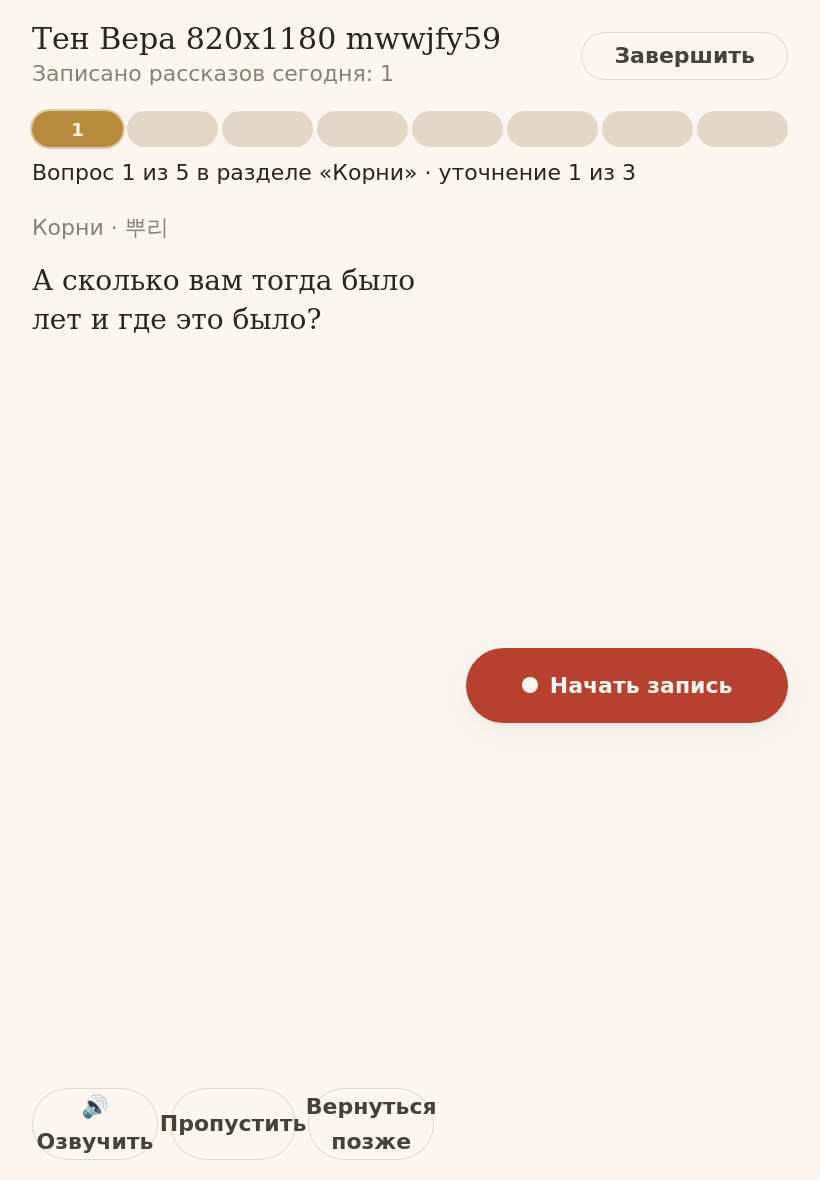 Тен Вера 820x1180 mwwjfy59
Записано рассказов сегодня: 1
Завершить
1
Вопрос 1 из 5 в разделе «Корни» · уточнение 1 из 3
Корни · 뿌리
А сколько вам тогда было
лет и где это было?
Начать запись
Озвучить
Пропустить
Вернуться
позже